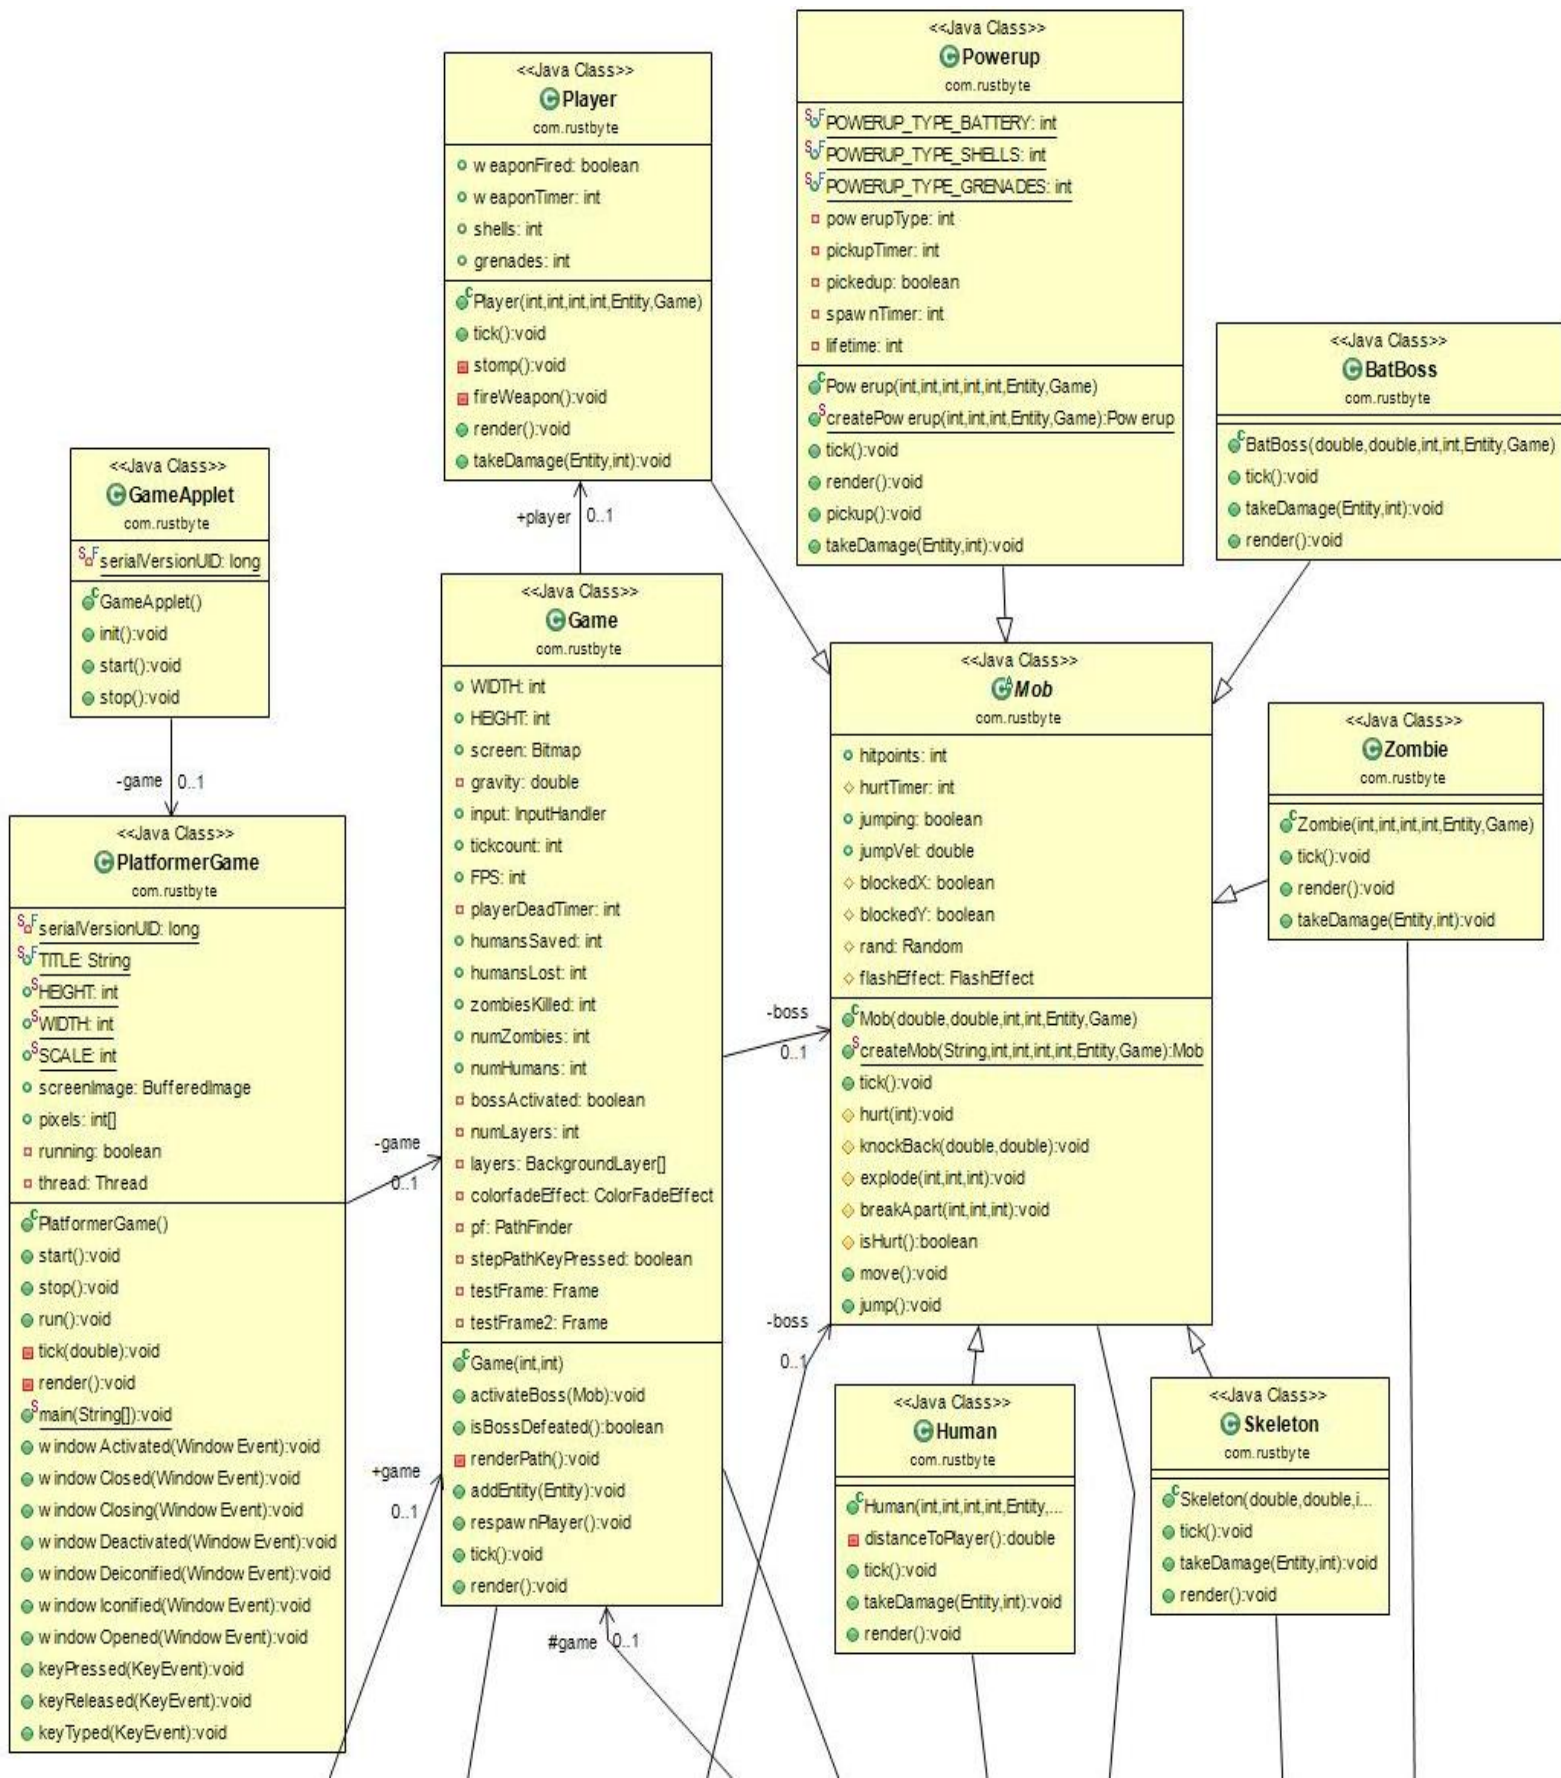 <<Java Class>>
Player
com.rustbyte
weaponFired: boolean
weaponTimer: int
shells: int
grenades: int
Player(int,int,int,int,Entity,Game)
tick():void
stomp():void
fireWeapon():void
render():void
takeDamage(Entity,int):void
<<Java Class>>
Powerup
com.rustbyte
POWERUP_TYPE_BATTERY: int
POWERUP_TYPE_SHELLS: int
POWERUP_TYPE_GRENADES: int
powerupType: int
pickupTimer: int
pickedup: boolean
spawnTimer: int
lifetime: int
Powerup(int,int,int,int,int,Entity,Game)
createPowerup(int,int,int,Entity,Game):Powerup
tick():void
render():void
pickup():void
takeDamage(Entity,int):void
<<Java Class>>
BatBoss
com.rustbyte
BatBoss(double,double,int,int,Entity,Game)
tick():void
takeDamage(Entity,int):void
render():void
<<Java Class>>
GameApplet
com.rustbyte
serialVersionUID: long
GameApplet()
init():void
start():void
stop():void
+player 0..1
-game 0..1
<<Java Class>>
Game
com.rustbyte
WIDTH: int
HEIGHT: int
screen: Bitmap
gravity: double
input: InputHandler
tickcount: int
FPS: int
playerDeadTimer: int
humansSaved: int
humansLost: int
zombiesKilled: int
numZombies: int
numHumans: int
bossActivated: boolean
numLayers: int
layers: BackgroundLayer[]
colorfadeEffect: ColorFadeEffect
pf: PathFinder
stepPathKeyPressed: boolean
testFrame: Frame
testFrame2: Frame
Game(int,int)
activateBoss(Mob):void
isBossDefeated():boolean
renderPath():void
addEntity(Entity):void
respawnPlayer():void
tick():void
render():void
<<Java Class>>
Mob
com.rustbyte
hitpoints: int
hurtTimer: int
jumping: boolean
jumpVel: double
blockedX: boolean
blockedY: boolean
rand: Random
flashEffect: FlashEffect
Mob(double,double,int,int,Entity,Game)
createMob(String,int,int,int,int,Entity,Game):Mob
tick():void
hurt(int):void
knockBack(double,double):void
explode(int,int,int):void
breakApart(int,int,int):void
isHurt():boolean
move():void
jump():void
<<Java Class>>
Zombie
com.rustbyte
Zombie(int,int,int,int,Entity,Game)
tick():void
render():void
takeDamage(Entity,int):void
<<Java Class>>
PlatformerGame
com.rustbyte
serialVersionUID: long
TITLE: String
HEIGHT: int
WIDTH: int
SCALE: int
screenImage: BufferedImage
pixels: int[]
running: boolean
thread: Thread
PlatformerGame()
start():void
stop():void
run():void
tick(double):void
render():void
main(String[]):void
windowActivated(WindowEvent):void
windowClosed(WindowEvent):void
windowClosing(WindowEvent):void
windowDeactivated(WindowEvent):void
windowDeiconified(WindowEvent):void
windowIconified(WindowEvent):void
windowOpened(WindowEvent):void
keyPressed(KeyEvent):void
keyReleased(KeyEvent):void
keyTyped(KeyEvent):void
-boss
0..1
-game
0..1
-boss
0..1
+game
0..1
#game 0..1
<<Java Class>>
Human
com.rustbyte
Human(int,int,int,int,Entity,...
distanceToPlayer():double
tick():void
takeDamage(Entity,int):void
render():void
<<Java Class>>
Skeleton
com.rustbyte
Skeleton(double,double,i...
tick():void
takeDamage(Entity,int):void
render():void